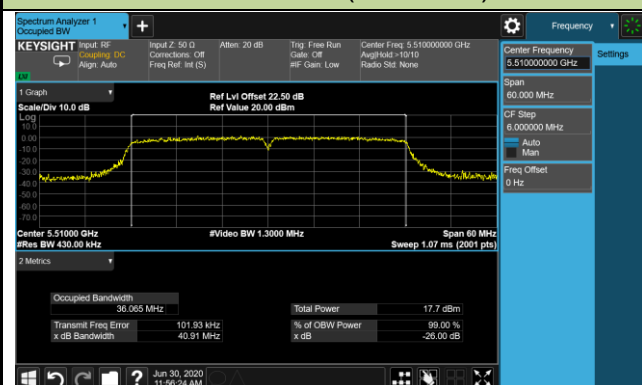 Spectrum Analyzer 1
Occupied BW
Frequency
KEYSIGHT
Input: RF
Coupling: DC
Align: Auto
Input Z: 50 Ω
Corrections: Off
Freq Ref: Int (S)
Atten: 20 dB
Trig: Free Run
Gate: Off
#IF Gain: Low
Center Freq: 5.510000000 GHz
Avg|Hold:>10/10
Radio Std: None
LXI
Center Frequency
5.510000000 GHz
Settings
Span
60.000 MHz
CF Step
6.000000 MHz
Auto
Man
Freq Offset
0 Hz
1 Graph
Scale/Div 10.0 dB
Ref Lvl Offset 22.50 dB
Ref Value 20.00 dBm
Log
10.0
0.00
-10.0
-20.0
-30.0
-40.0
-50.0
-60.0
-70.0
Center 5.51000 GHz
#Video BW 1.3000 MHz
Span 60 MHz
#Res BW 430.00 kHz
Sweep 1.07 ms (2001 pts)
2 Metrics
Occupied Bandwidth
36.065 MHz
Total Power 17.7 dBm
Transmit Freq Error 101.93 kHz
% of OBW Power 99.00 %
x dB Bandwidth 40.91 MHz
x dB -26.00 dB
?
Jun 30, 2020
11:56:24 AM